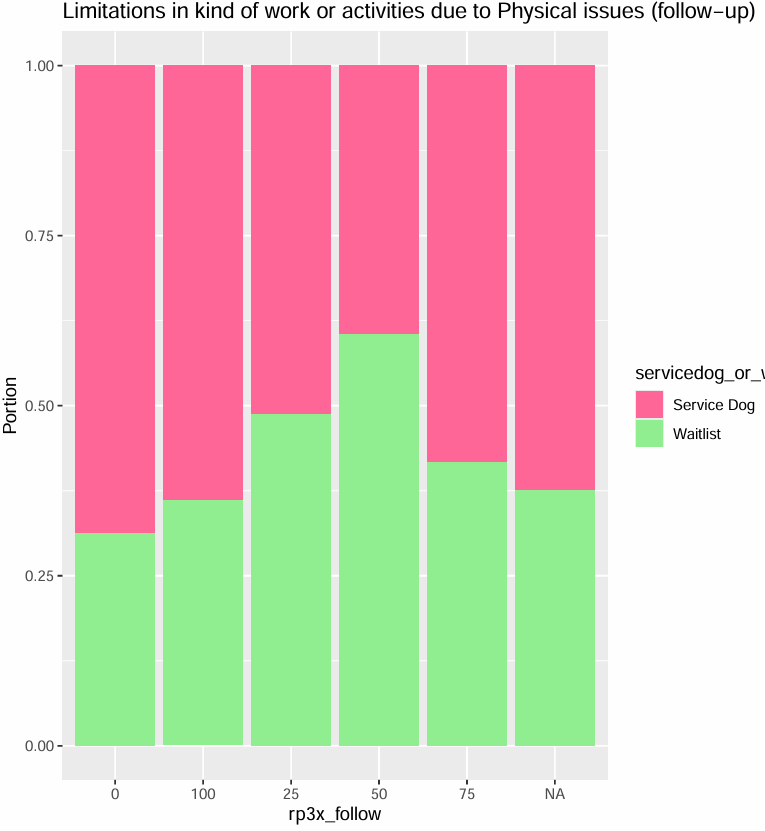 Limitations in kind of work or activities due to Physical issues (follow-up)
1.00
0.75
0.50
0.25
0.00
Portion
0
100
25
50
75
NA
rp3x_follow
servicedog_or_w
Service Dog
Waitlist